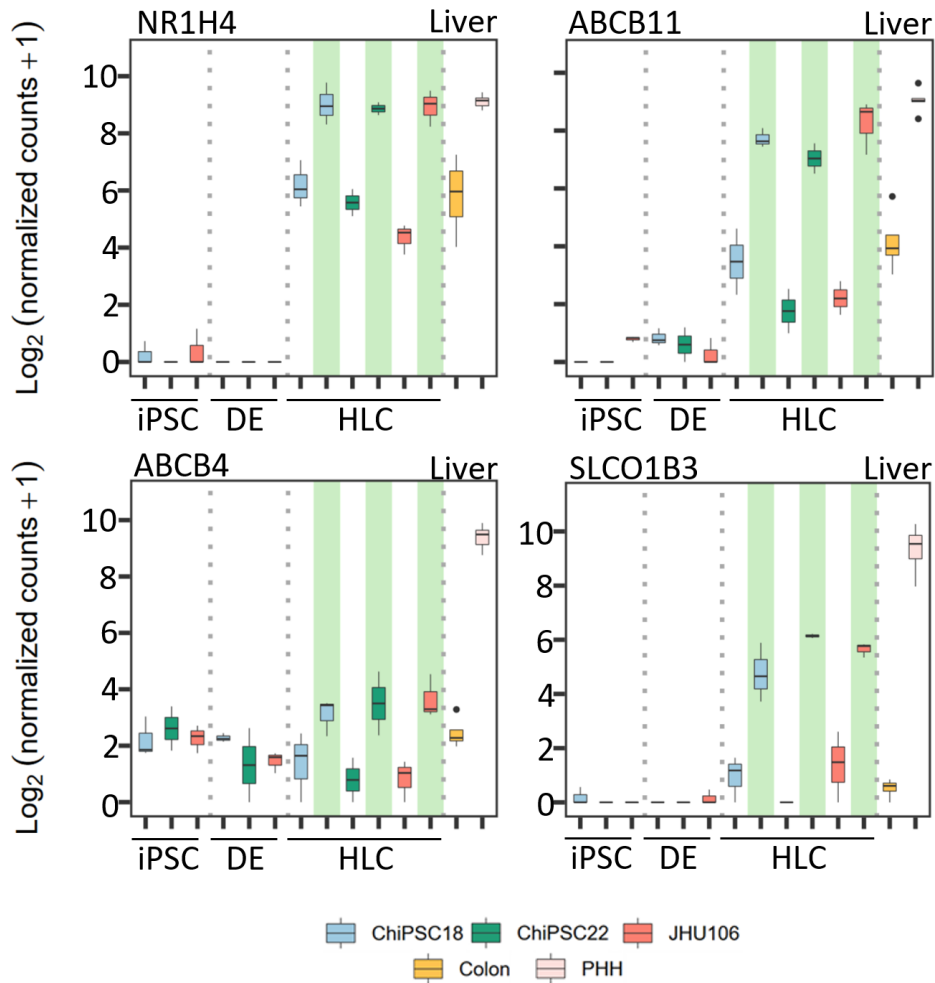 NR1H4 Liver
ABCB11 Liver
Log2 (normalized counts + 1)
10
8
6
4
2
0
iPSC DE HLC
iPSC DE HLC
ABCB4 Liver
SLCO1B3 Liver
Log2 (normalized counts + 1)
10
8
6
4
2
0
10
8
6
4
2
0
iPSC DE HLC
iPSC DE HLC
ChiPSC18 ChiPSC22 JHU106
Colon PHH